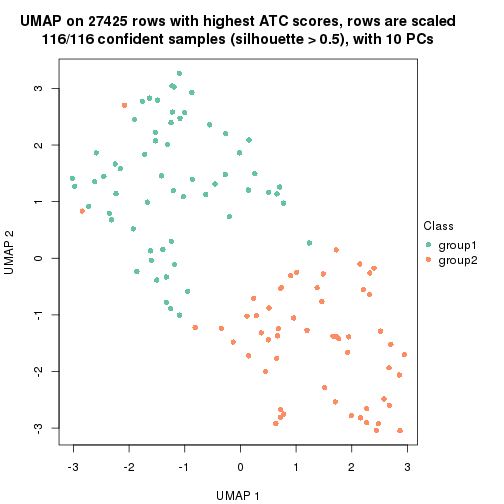 UMAP on 27425 rows with highest ATC scores, rows are scaled
116/116 confident samples (silhouette > 0.5), with 10 PCs
3
2
1
0
-1
-2
-3
UMAP 2
Class
group1
group2
-3 -2 -1 0 1 2 3
UMAP 1